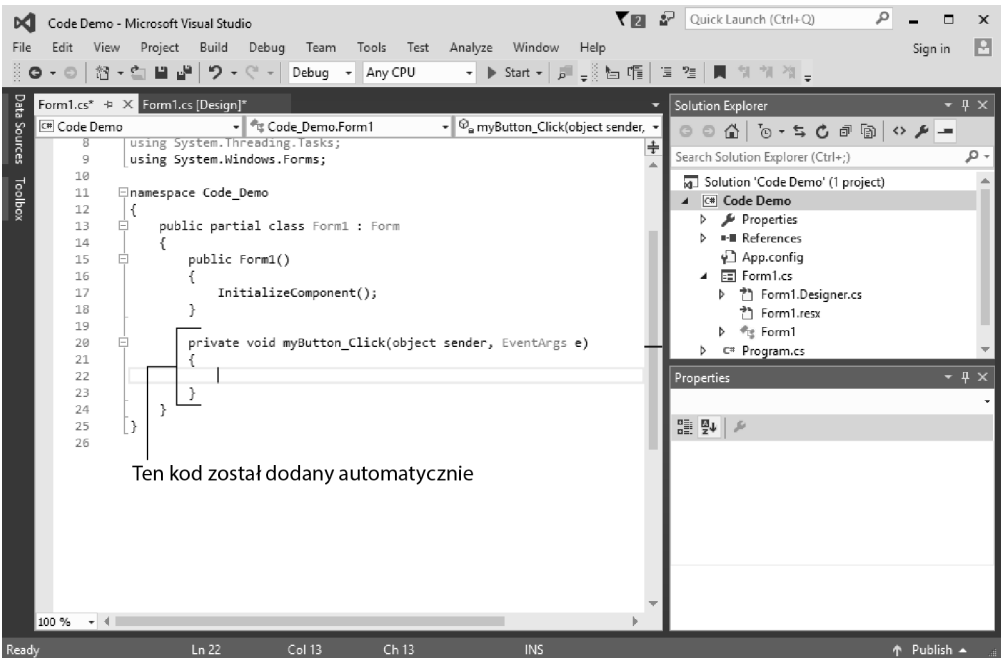 Code Demo - Microsoft Visual Studio
2
Quick Launch (Ctrl+Q)
File Edit View Project Build Debug Team Tools Test Analyze Window Help
Sign in
Debug Any CPU Start
Data Sources
Toolbox
Form1.cs* Form1.cs [Design]*
Code Demo Code_Demo.Form1 myButton_Click(object sender,
8 using System.Threading.Tasks;
9 using System.Windows.Forms;
10
11 namespace Code_Demo
12 {
13 public partial class Form1 : Form
14 {
15 public Form1()
16 {
17 InitializeComponent();
18 }
19
20 private void myButton_Click(object sender, EventArgs e)
21 {
22
23 }
24 }
25 }
26
Ten kod został dodany automatycznie
100 %
Solution Explorer
Search Solution Explorer (Ctrl+;)
Solution 'Code Demo' (1 project)
C# Code Demo
Properties
References
App.config
Form1.cs
Form1.Designer.cs
Form1.resx
Form1
C# Program.cs
Properties
Ready Ln 22 Col 13 Ch 13 INS Publish